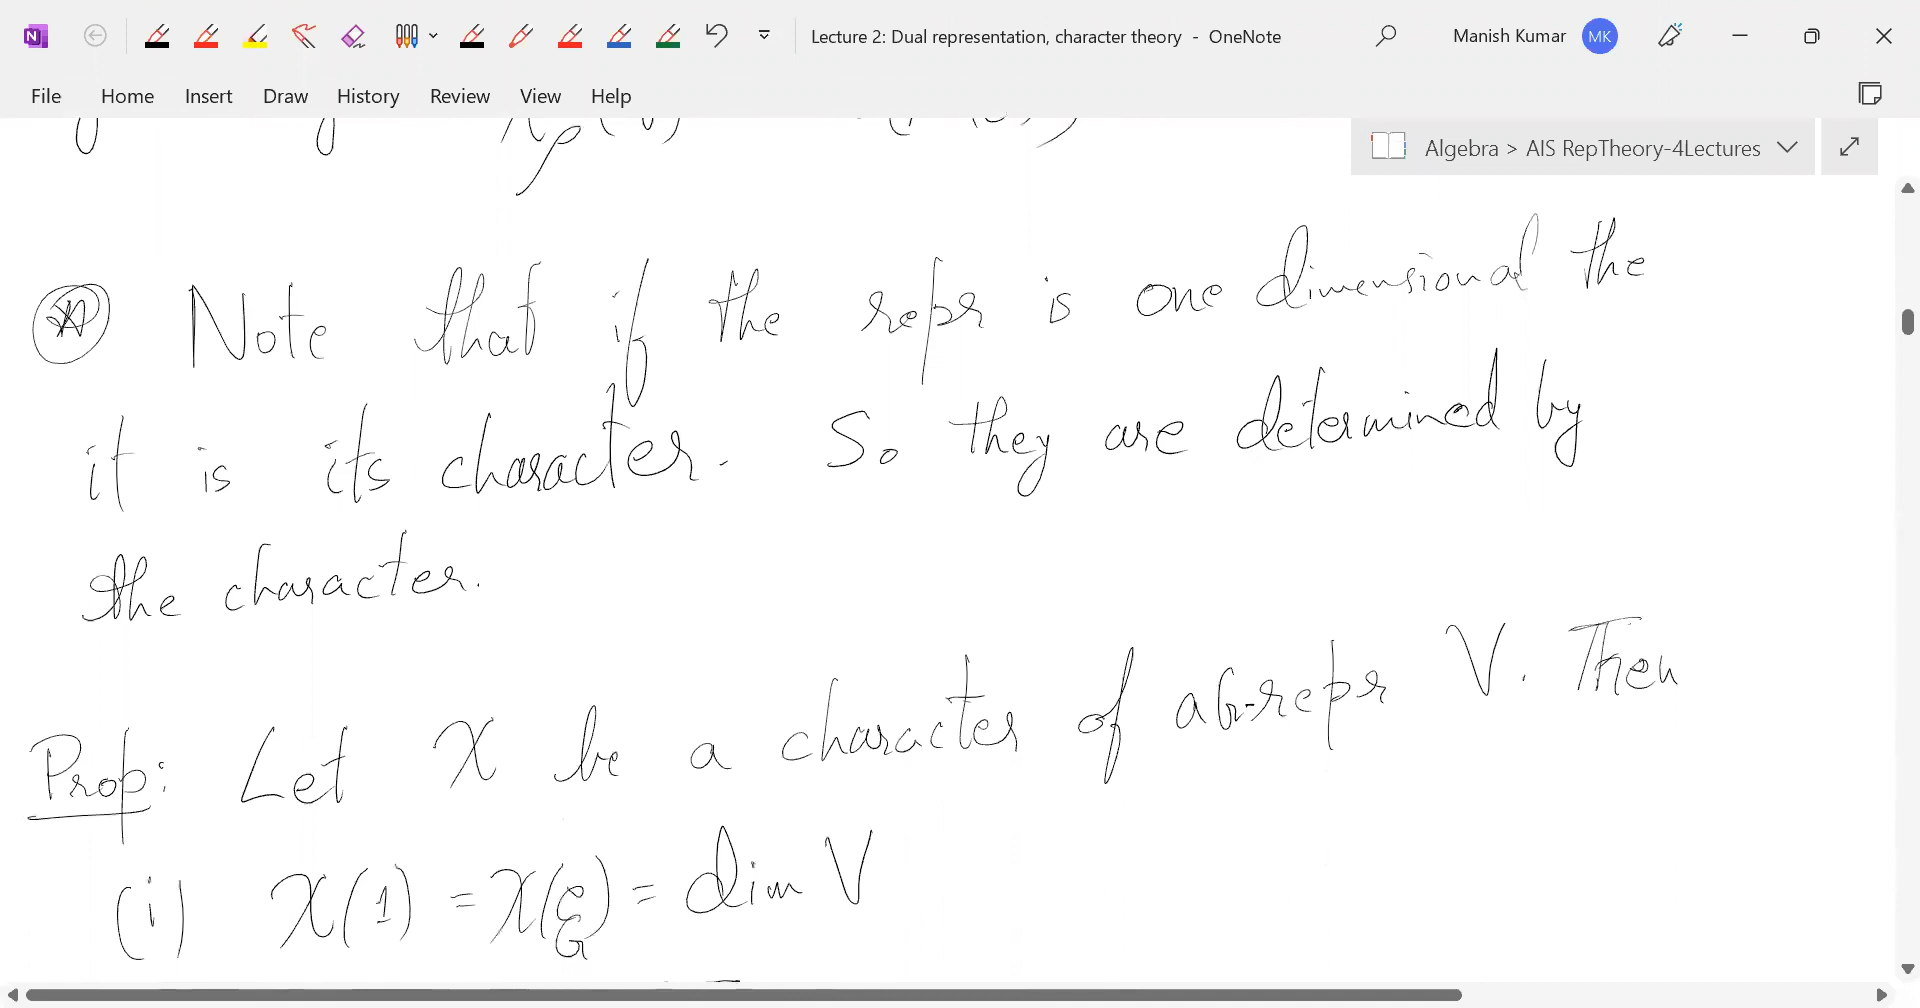 Lecture 2: Dual representation, character theory - OneNote
Manish Kumar MK
File Home Insert Draw History Review View Help
Algebra > AIS RepTheory-4Lectures
Note that if the repr is one dimensional the
it is its character. So they are determined by
the character.
Prop: Let χ be a character of a G-repr V. Then
(i) χ(1) = χ(e_G) = dim V